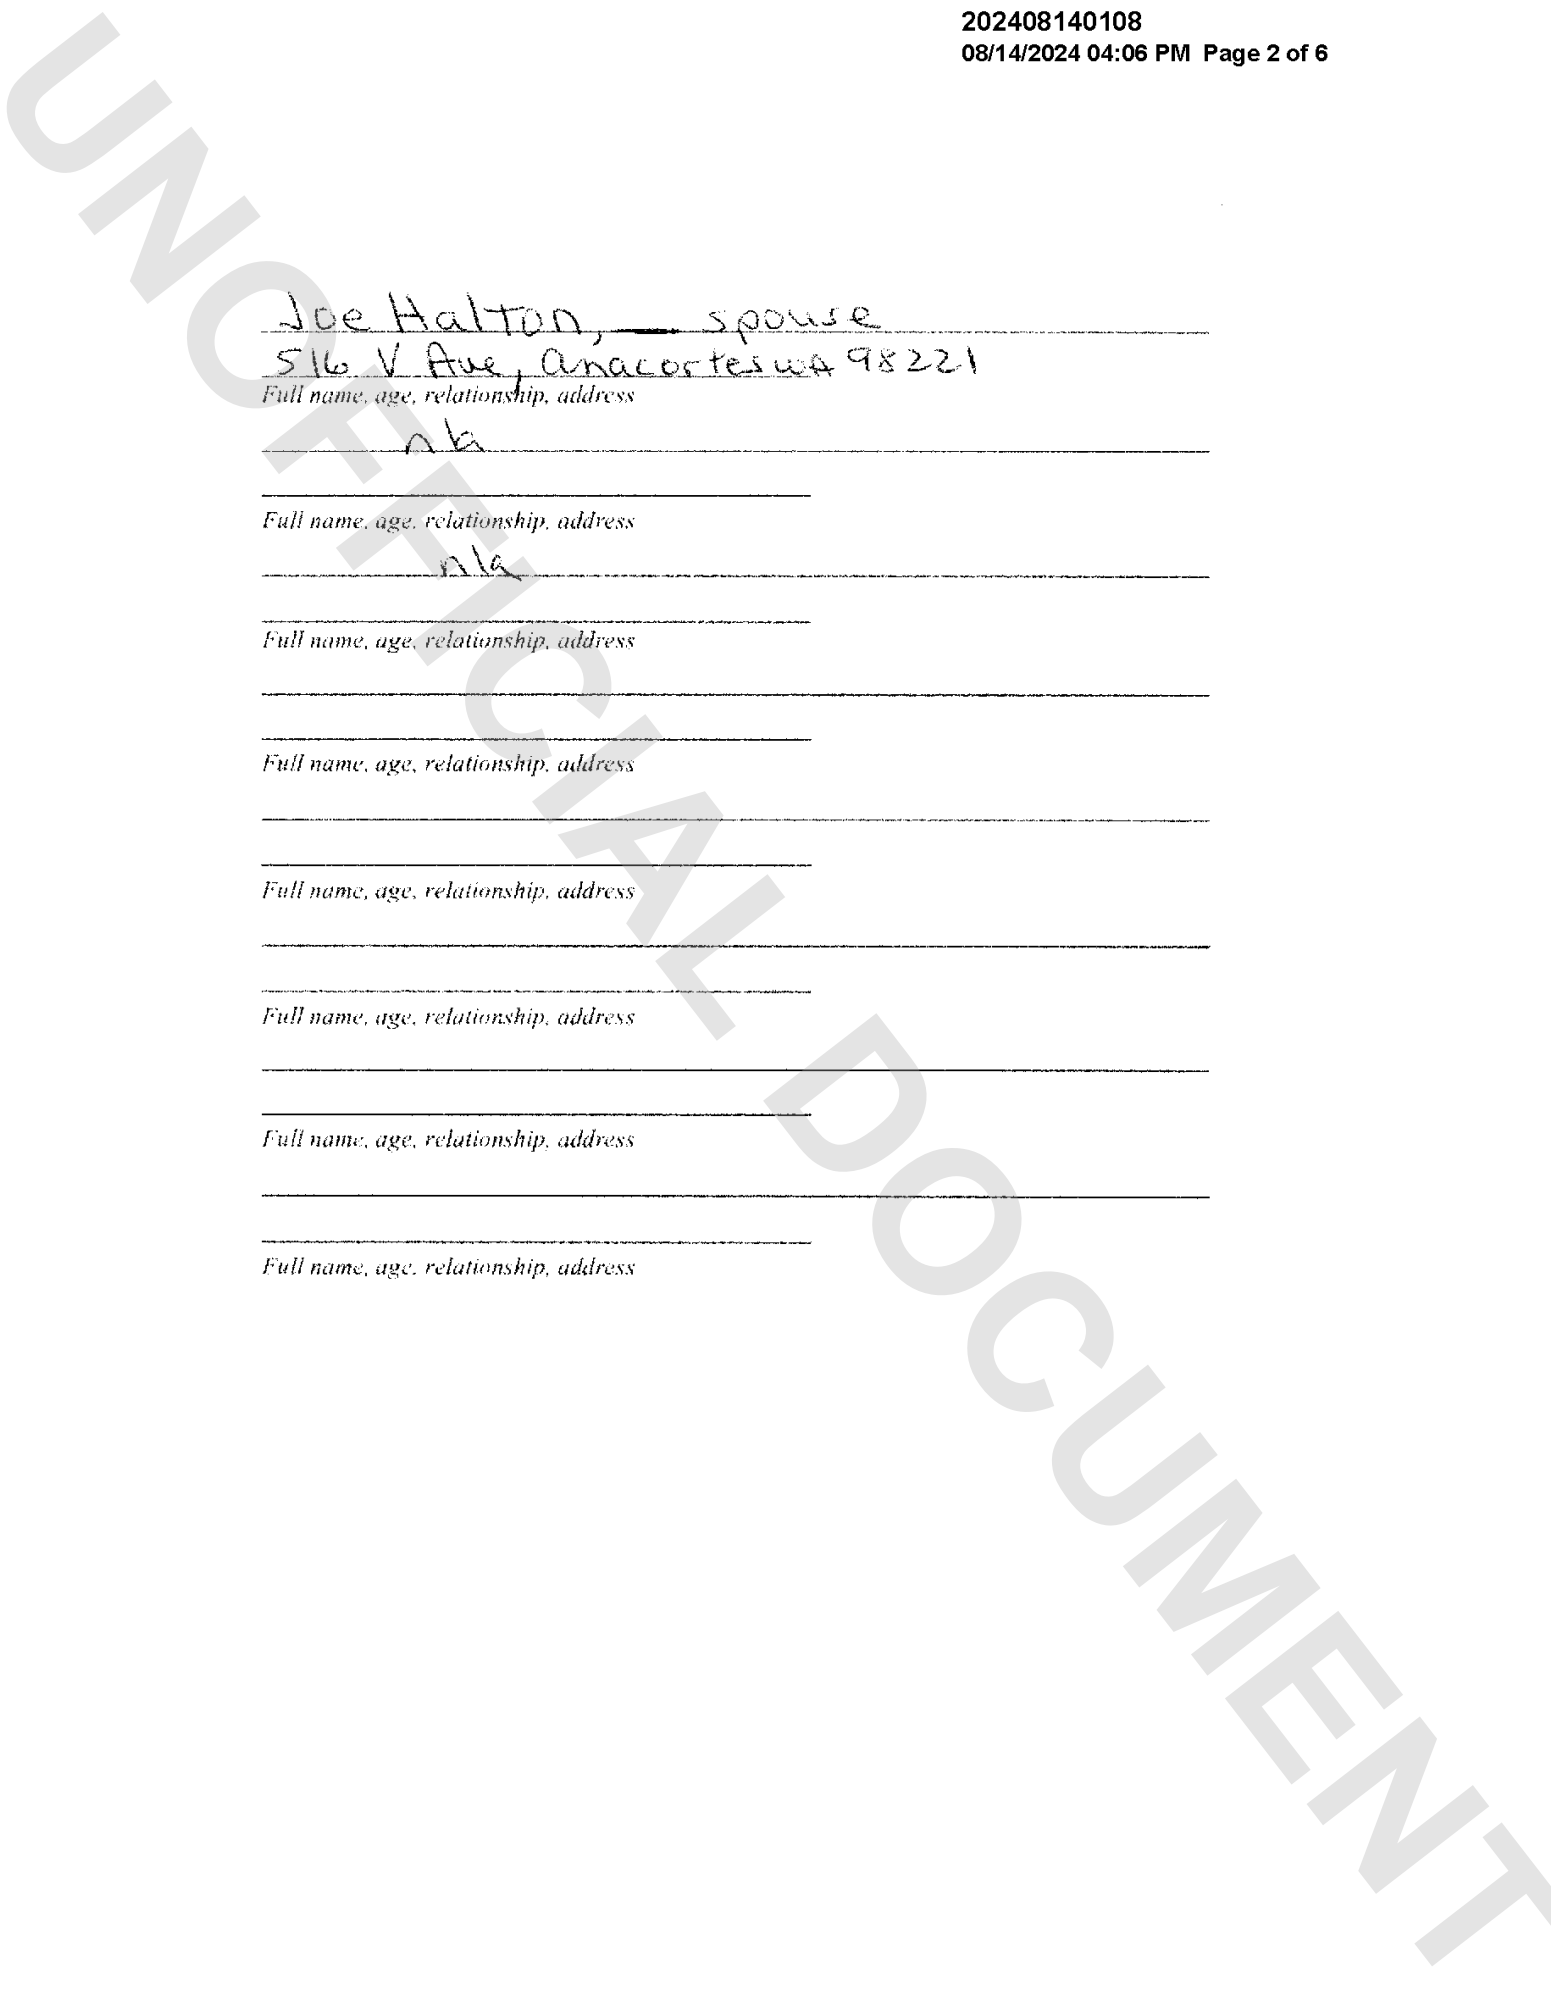 202408140108
08/14/2024 04:06 PM Page 2 of 6
Joe Halton, — spouse
516 V Ave, Anacortes WA 98221
Full name, age, relationship, address
n/a
Full name, age, relationship, address
n/a
Full name, age, relationship, address
Full name, age, relationship, address
Full name, age, relationship, address
Full name, age, relationship, address
Full name, age, relationship, address
Full name, age, relationship, address
UNOFFICIAL DOCUMENT